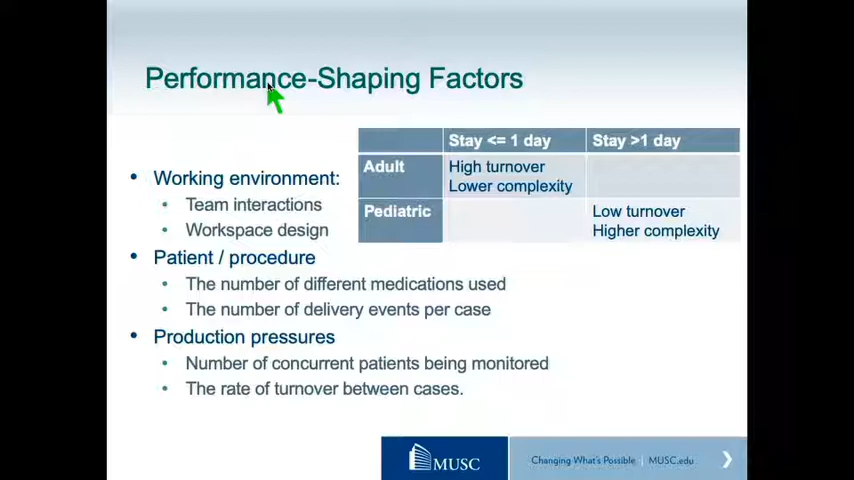 Performance-Shaping Factors
Stay <= 1 day
Stay >1 day
Adult
High turnover
Lower complexity
Pediatric
Low turnover
Higher complexity
• Working environment:
• Team interactions
• Workspace design
• Patient / procedure
• The number of different medications used
• The number of delivery events per case
• Production pressures
• Number of concurrent patients being monitored
• The rate of turnover between cases.
MUSC
Changing What's Possible | MUSC.edu